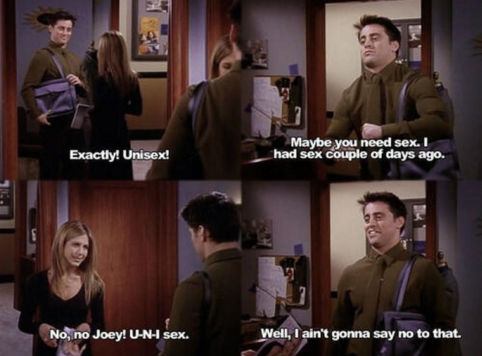 Exactly! Unisex!
Maybe you need sex. I
had sex couple of days ago.
No, no Joey! U-N-I sex.
Well, I ain't gonna say no to that.